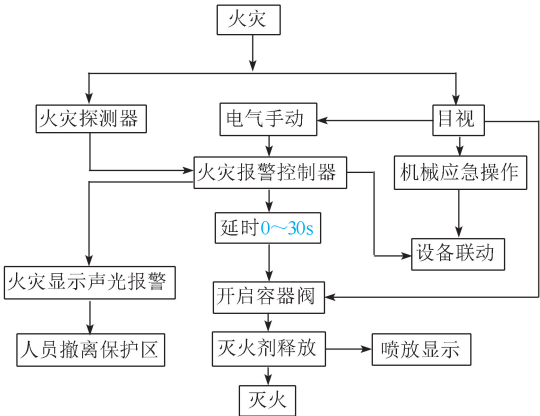 火灾
火灾探测器
电气手动
目视
火灾报警控制器
机械应急操作
延时0～30s
设备联动
火灾显示声光报警
开启容器阀
人员撤离保护区
灭火剂释放
喷放显示
灭火